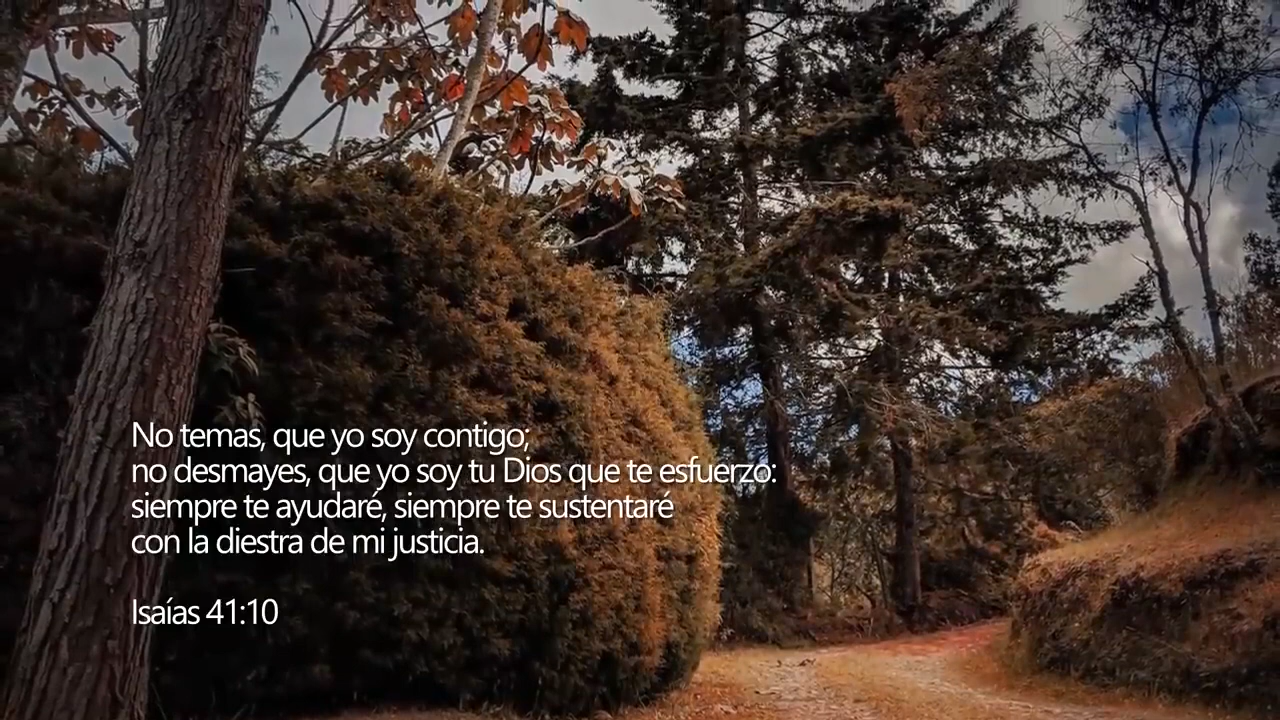 No temas, que yo soy contigo;
no desmayes, que yo soy tu Dios que te esfuerzo:
siempre te ayudaré, siempre te sustentaré
con la diestra de mi justicia.
Isaías 41:10